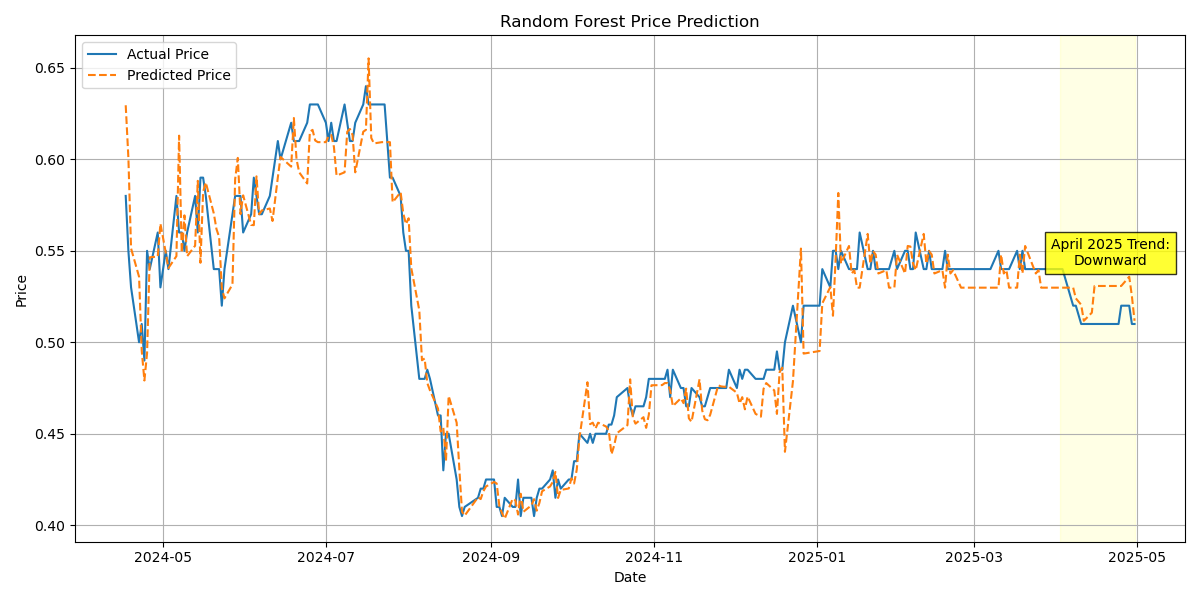 Random Forest Price Prediction
Actual Price
Predicted Price
0.65
0.60
0.55
0.50
0.45
0.40
Price
April 2025 Trend:
Downward
2024-05
2024-07
2024-09
2024-11
2025-01
2025-03
2025-05
Date